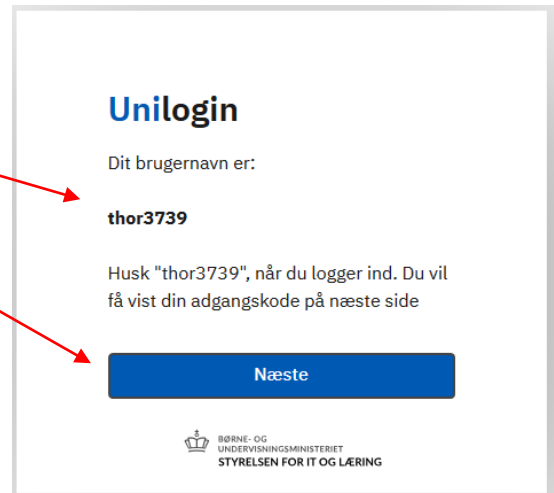 Unilogin
Dit brugernavn er:
thor3739
Husk "thor3739", når du logger ind. Du vil
få vist din adgangskode på næste side
Næste
BØRNE- OG
UNDERVISNINGSMINISTERIET
STYRELSEN FOR IT OG LÆRING